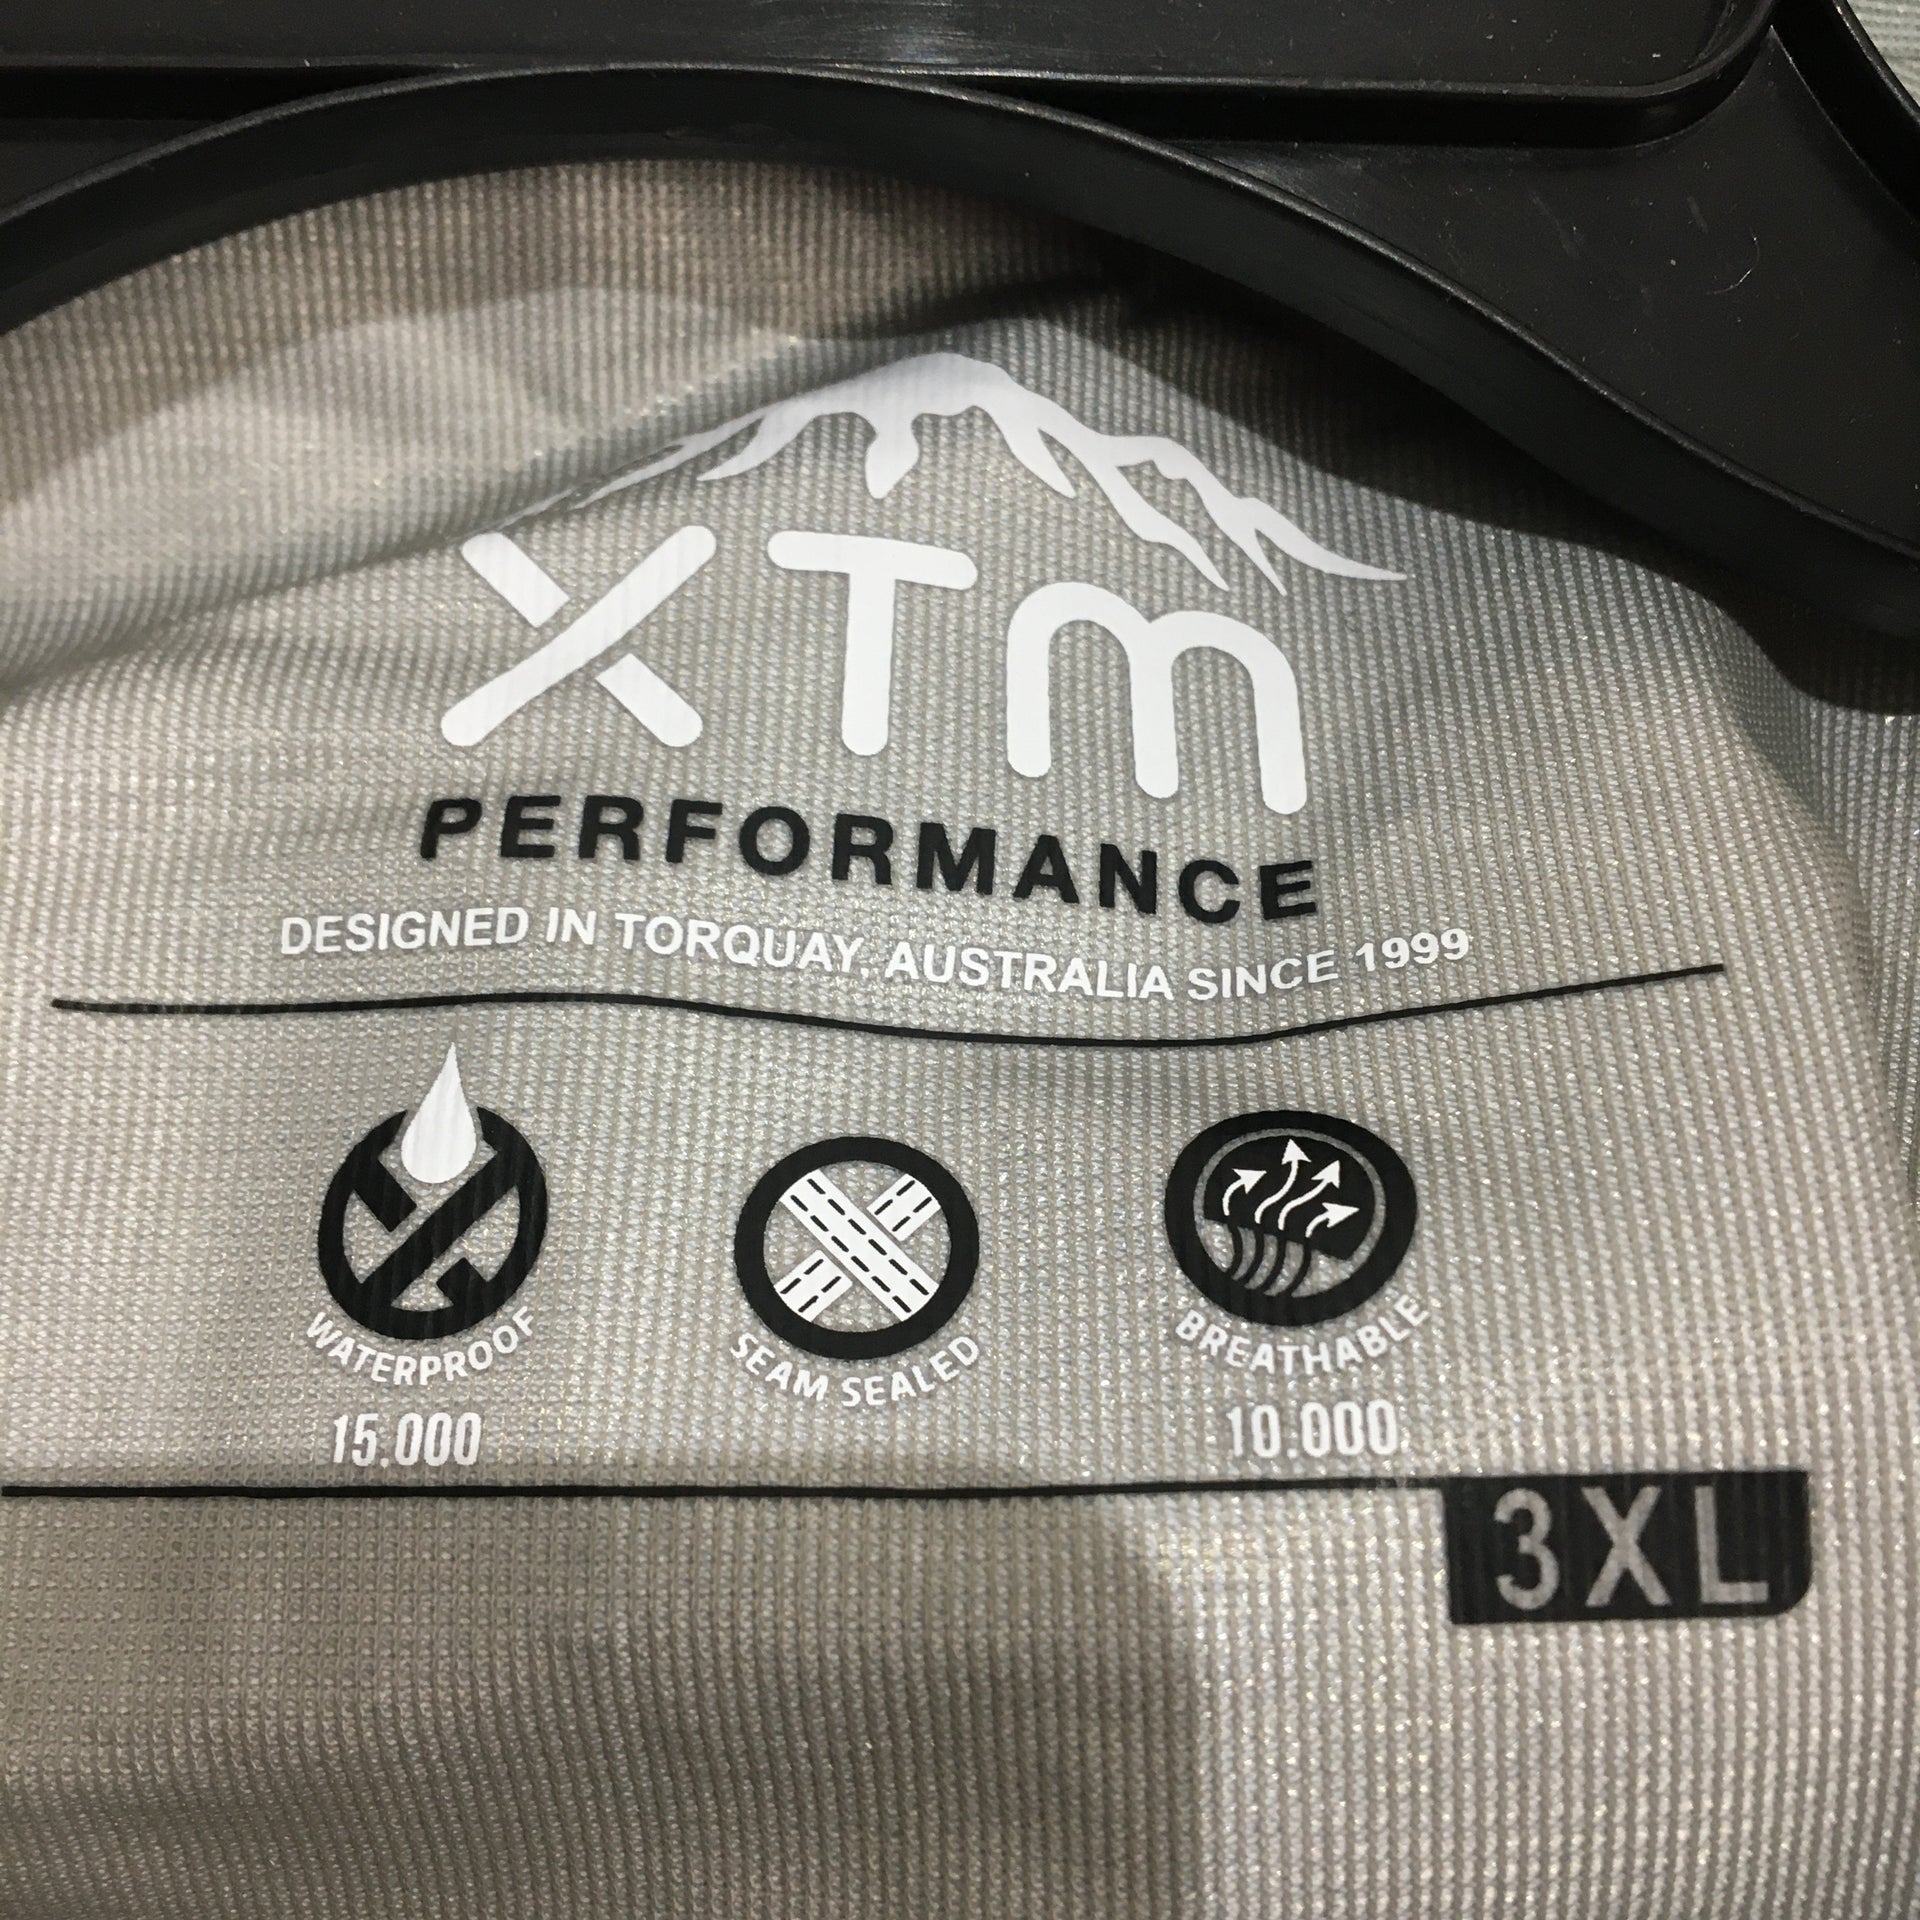 XTm
PERFORMANCE
DESIGNED IN TORQUAY, AUSTRALIA SINCE 1999
WATERPROOF
15.000
SEAM SEALED
BREATHABLE
10.000
3XL